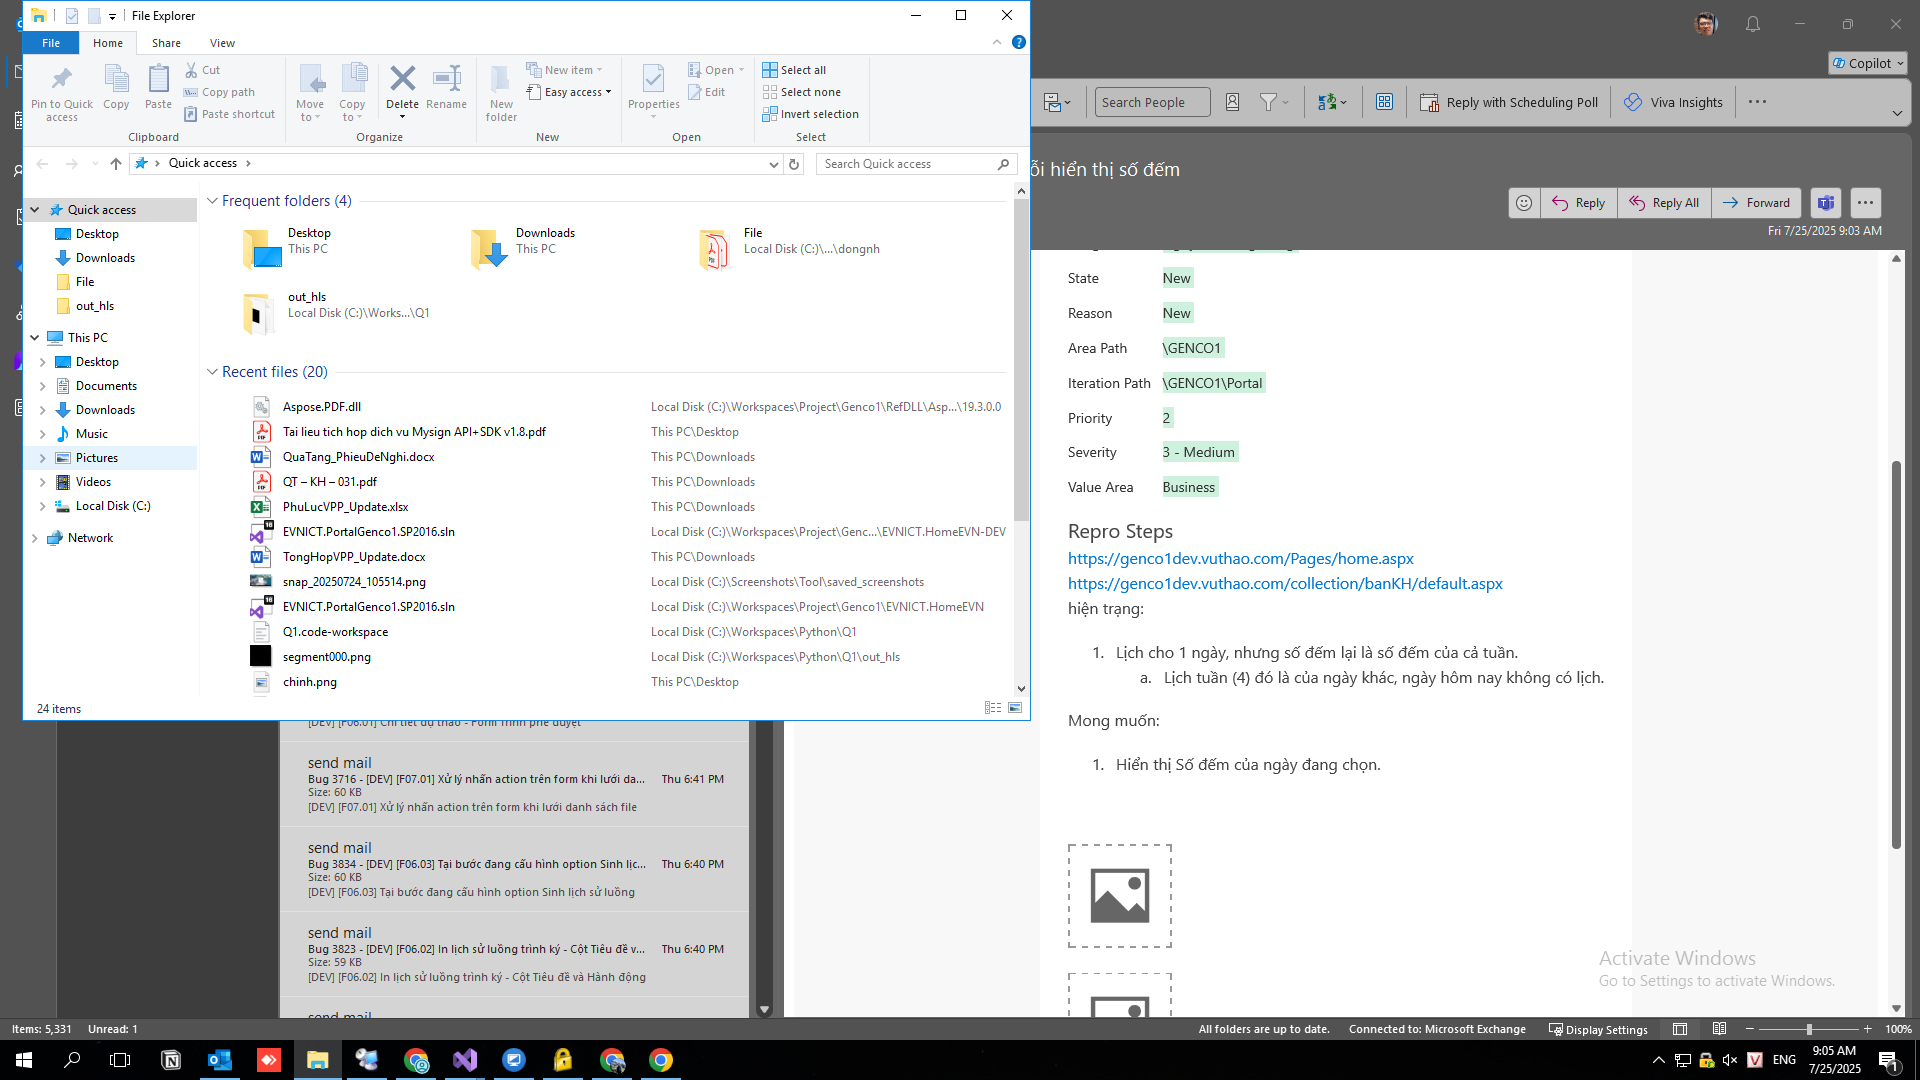 File Explorer
File
Home
Share
View
Pin to Quick access
Copy
Paste
Cut
Copy path
Paste shortcut
Clipboard
Move to
Copy to
Delete
Rename
Organize
New folder
New item
Easy access
New
Properties
Open
Edit
Open
Select all
Select none
Invert selection
Select
Quick access
Search Quick access
Quick access
Desktop
Downloads
File
out_hls
This PC
Desktop
Documents
Downloads
Music
Pictures
Videos
Local Disk (C:)
Network
Frequent folders (4)
Desktop
This PC
Downloads
This PC
File
Local Disk (C:)\...\dongnh
out_hls
Local Disk (C:)\Works...\Q1
Recent files (20)
Aspose.PDF.dll Local Disk (C:)\Workspaces\Project\Genco1\RefDLL\Asp...\19.3.0.0
Tai lieu tich hop dich vu Mysign API+SDK v1.8.pdf This PC\Desktop
QuaTang_PhieuDeNghi.docx This PC\Downloads
QT – KH – 031.pdf This PC\Downloads
PhuLucVPP_Update.xlsx This PC\Downloads
EVNICT.PortalGenco1.SP2016.sln Local Disk (C:)\Workspaces\Project\Genc...\EVNICT.HomeEVN-DEV
TongHopVPP_Update.docx This PC\Downloads
snap_20250724_105514.png Local Disk (C:)\Screenshots\Tool\saved_screenshots
EVNICT.PortalGenco1.SP2016.sln Local Disk (C:)\Workspaces\Project\Genco1\EVNICT.HomeEVN
Q1.code-workspace Local Disk (C:)\Workspaces\Python\Q1
segment000.png Local Disk (C:)\Workspaces\Python\Q1\out_hls
chinh.png This PC\Desktop
24 items
[DEV] [F06.01] Chi tiết dự thảo - Form Trình phê duyệt
send mail
Bug 3716 - [DEV] [F07.01] Xử lý nhấn action trên form khi lưới da... Thu 6:41 PM
Size: 60 KB
[DEV] [F07.01] Xử lý nhấn action trên form khi lưới danh sách file
send mail
Bug 3834 - [DEV] [F06.03] Tại bước đang cấu hình option Sinh lịc... Thu 6:40 PM
Size: 60 KB
[DEV] [F06.03] Tại bước đang cấu hình option Sinh lịch sử luồng
send mail
Bug 3823 - [DEV] [F06.02] In lịch sử luồng trình ký - Cột Tiêu đề v... Thu 6:40 PM
Size: 59 KB
[DEV] [F06.02] In lịch sử luồng trình ký - Cột Tiêu đề và Hành động
send mail
Copilot
Search People
Reply with Scheduling Poll
Viva Insights
ỗi hiển thị số đếm
Reply
Reply All
Forward
Fri 7/25/2025 9:03 AM
State New
Reason New
Area Path \GENCO1
Iteration Path \GENCO1\Portal
Priority 2
Severity 3 - Medium
Value Area Business
Repro Steps
https://genco1dev.vuthao.com/Pages/home.aspx
https://genco1dev.vuthao.com/collection/banKH/default.aspx
hiện trạng:
1. Lịch cho 1 ngày, nhưng số đếm lại là số đếm của cả tuần.
a. Lịch tuần (4) đó là của ngày khác, ngày hôm nay không có lịch.
Mong muốn:
1. Hiển thị Số đếm của ngày đang chọn.
Activate Windows
Go to Settings to activate Windows.
Items: 5,331 Unread: 1
All folders are up to date. Connected to: Microsoft Exchange Display Settings 100%
ENG
9:05 AM
7/25/2025
1